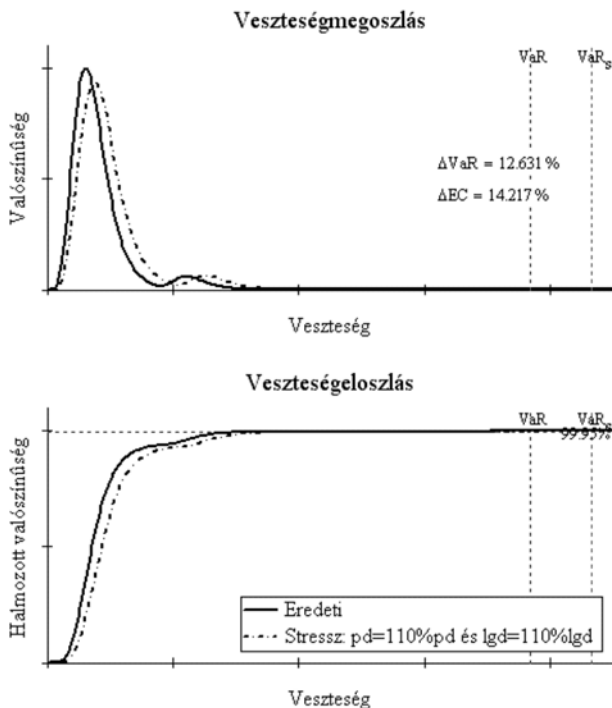 Veszteségmegoszlás
VaR VaRs
Valószínűség
ΔVaR = 12.631%
ΔEC = 14.217%
Veszteség
Veszteségeloszlás
VaR VaRs
99.95%
Halmozott valószínűség
Eredeti
Stressz: pd=110%pd és lgd=110%lgd
Veszteség